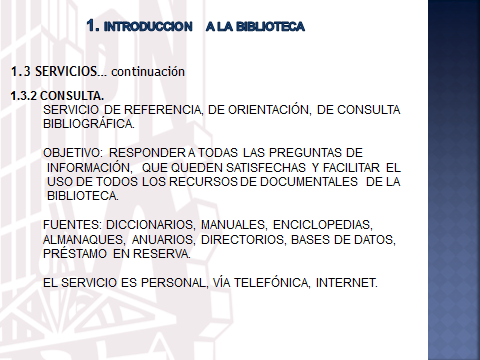 1. INTRODUCCION A LA BIBLIOTECA
1.3 SERVICIOS... continuación
1.3.2 CONSULTA.
SERVICIO DE REFERENCIA, DE ORIENTACIÓN, DE CONSULTA
BIBLIOGRÁFICA.
OBJETIVO: RESPONDER A TODAS LAS PREGUNTAS DE
INFORMACIÓN, QUE QUEDEN SATISFECHAS Y FACILITAR EL
USO DE TODOS LOS RECURSOS DE DOCUMENTALES DE LA
BIBLIOTECA.
FUENTES: DICCIONARIOS, MANUALES, ENCICLOPEDIAS,
ALMANAQUES, ANUARIOS, DIRECTORIOS, BASES DE DATOS,
PRÉSTAMO EN RESERVA.
EL SERVICIO ES PERSONAL, VÍA TELEFÓNICA, INTERNET.